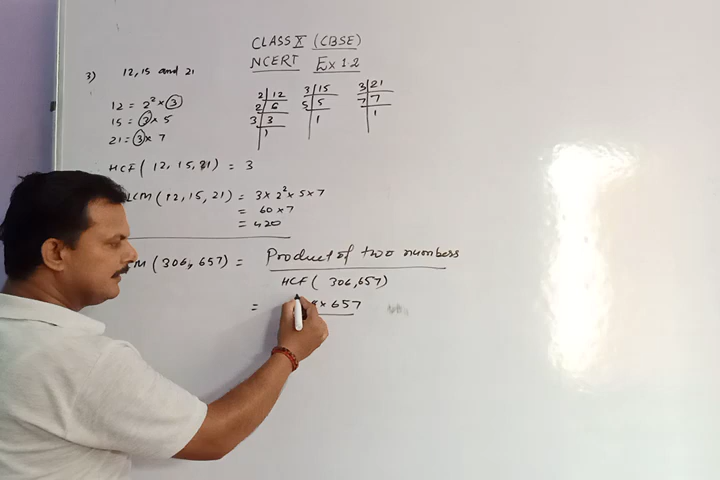 CLASS X (CBSE)
NCERT Ex 1.2
3) 12, 15 and 21
12 = 2² × 3
15 = 3 × 5
21 = 3 × 7
2 | 12
2 | 6
3 | 3
1
3 | 15
5 | 5
1
3 | 21
7 | 7
1
HCF( 12, 15, 21) = 3
LCM (12, 15, 21) = 3 × 2² × 5 × 7
= 60 × 7
= 420
M (306, 657) = Product of two numbers
HCF ( 306, 657)
= × 657